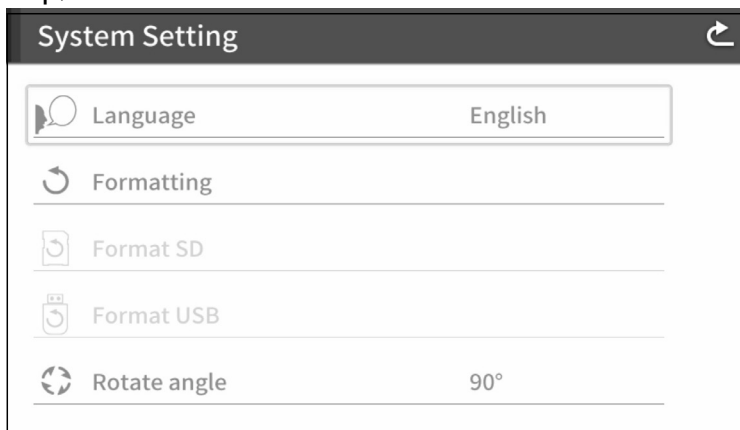 System Setting
Language English
Formatting
Format SD
Format USB
Rotate angle 90°